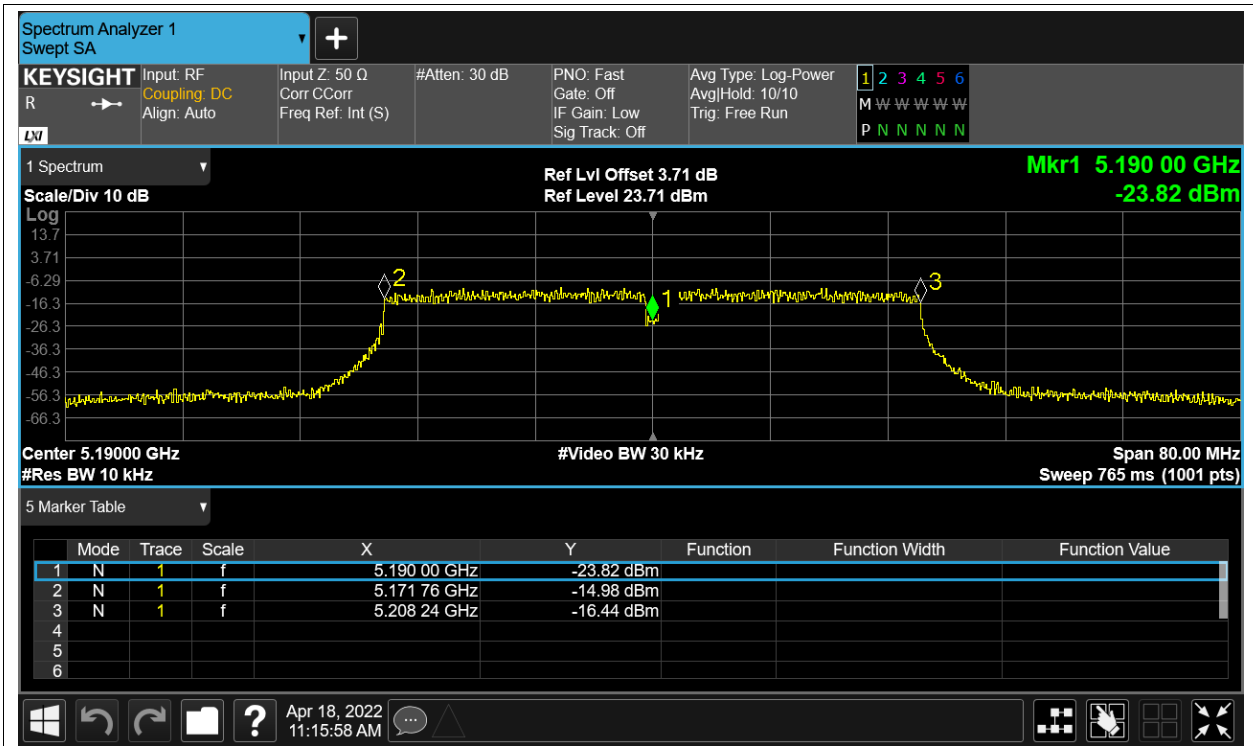 Spectrum Analyzer 1
Swept SA
+
KEYSIGHT
R
LXI
Input: RF
Coupling: DC
Align: Auto
Input Z: 50 Ω
Corr CCorr
Freq Ref: Int (S)
#Atten: 30 dB
PNO: Fast
Gate: Off
IF Gain: Low
Sig Track: Off
Avg Type: Log-Power
Avg|Hold: 10/10
Trig: Free Run
1 2 3 4 5 6
M W W W W W
P N N N N N
1 Spectrum
Scale/Div 10 dB
Ref Lvl Offset 3.71 dB
Ref Level 23.71 dBm
Mkr1 5.190 00 GHz
-23.82 dBm
Log
13.7
3.71
-6.29
-16.3
-26.3
-36.3
-46.3
-56.3
-66.3
2
1
3
Center 5.19000 GHz
#Video BW 30 kHz
Span 80.00 MHz
#Res BW 10 kHz
Sweep 765 ms (1001 pts)
5 Marker Table
Mode Trace Scale X Y Function Function Width Function Value
1 N 1 f 5.190 00 GHz -23.82 dBm
2 N 1 f 5.171 76 GHz -14.98 dBm
3 N 1 f 5.208 24 GHz -16.44 dBm
4
5
6
?
Apr 18, 2022
11:15:58 AM